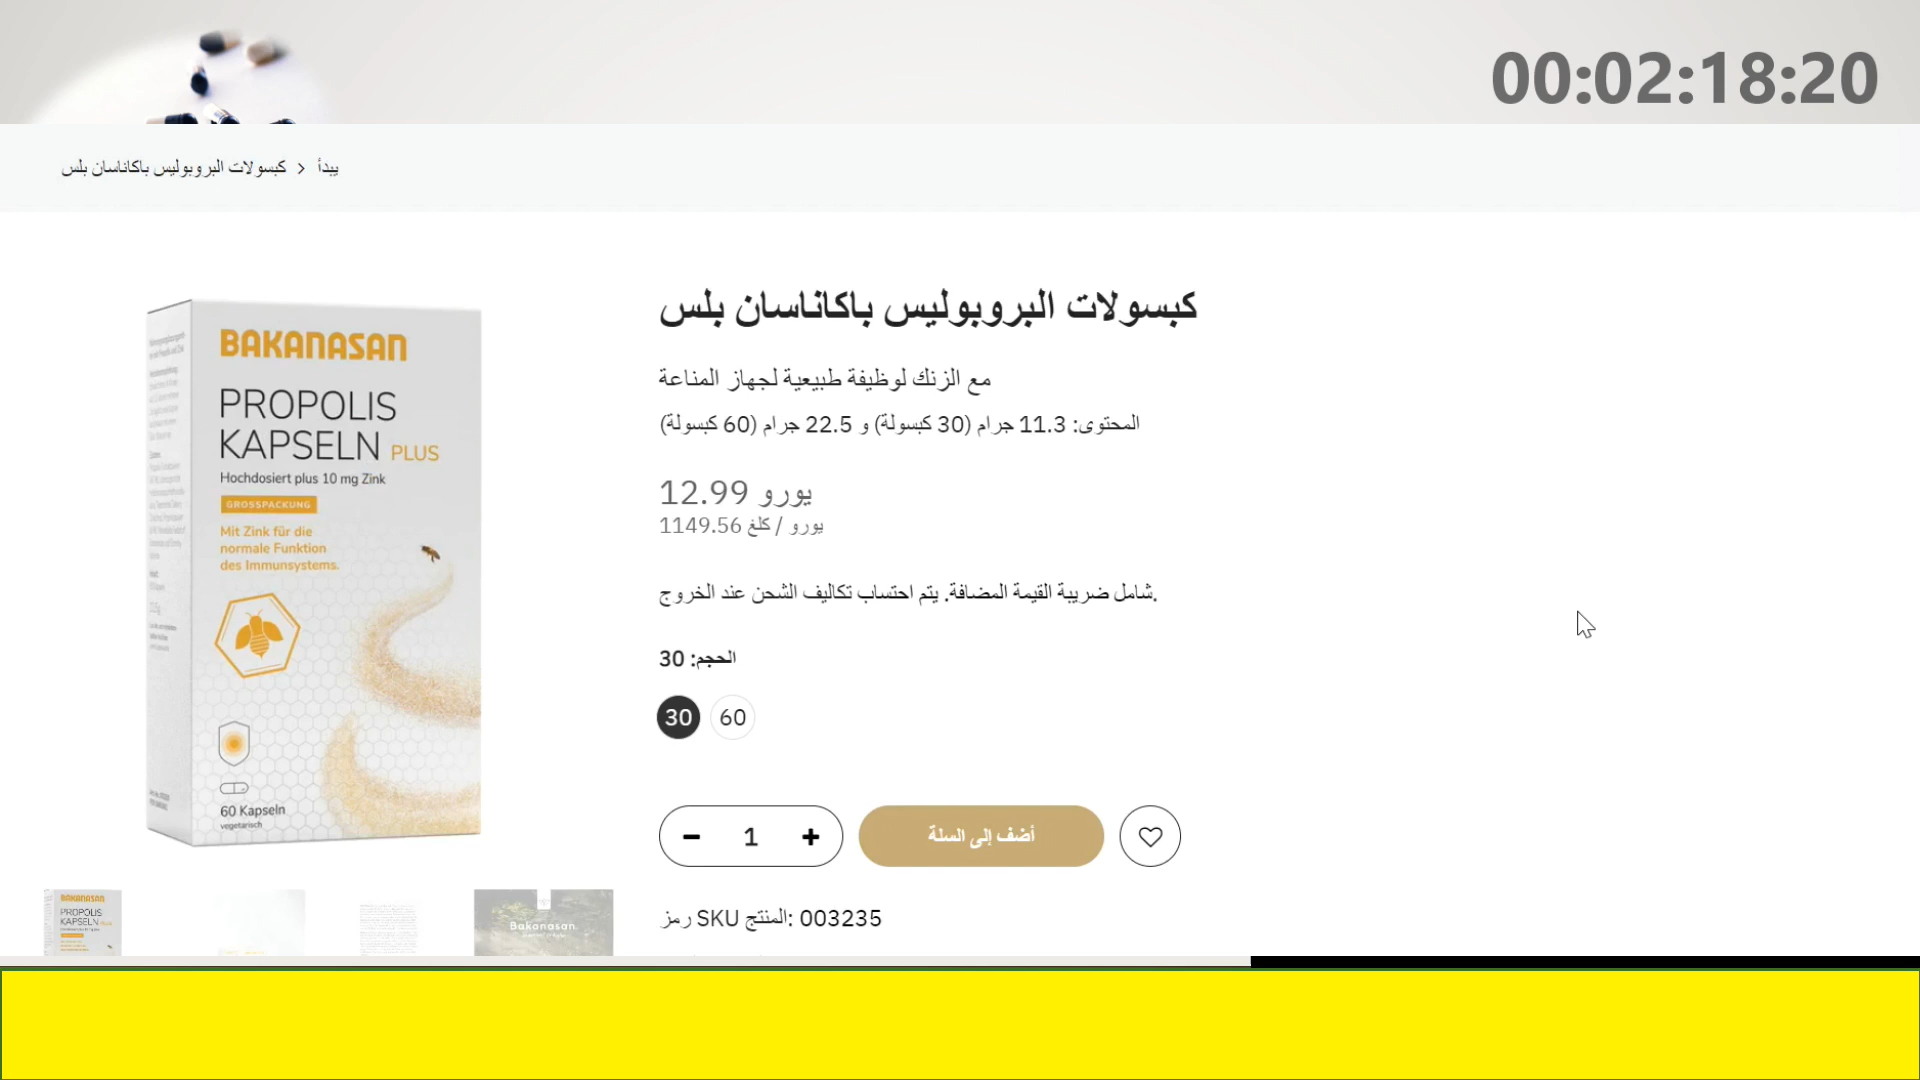 00:02:18:20
يبدأ > كبسولات البروبوليس باكاناسان بلس
BAKANASAN
PROPOLIS
KAPSELN PLUS
Hochdosiert plus 10 mg Zink
GROSSPACKUNG
Mit Zink für die
normale Funktion
des Immunsystems.
60 Kapseln
vegetarisch
كبسولات البروبوليس باكاناسان بلس
مع الزنك لوظيفة طبيعية لجهاز المناعة
المحتوى: 11.3 جرام (30 كبسولة) و 22.5 جرام (60 كبسولة)
12.99 يورو
1149.56 يورو / كلغ
شامل ضريبة القيمة المضافة. يتم احتساب تكاليف الشحن عند الخروج.
الحجم: 30
30 60
− 1 +
أضف إلى السلة
رمز SKU المنتج: 003235
BAKANASAN
PROPOLIS
KAPSELN
Bakanasan